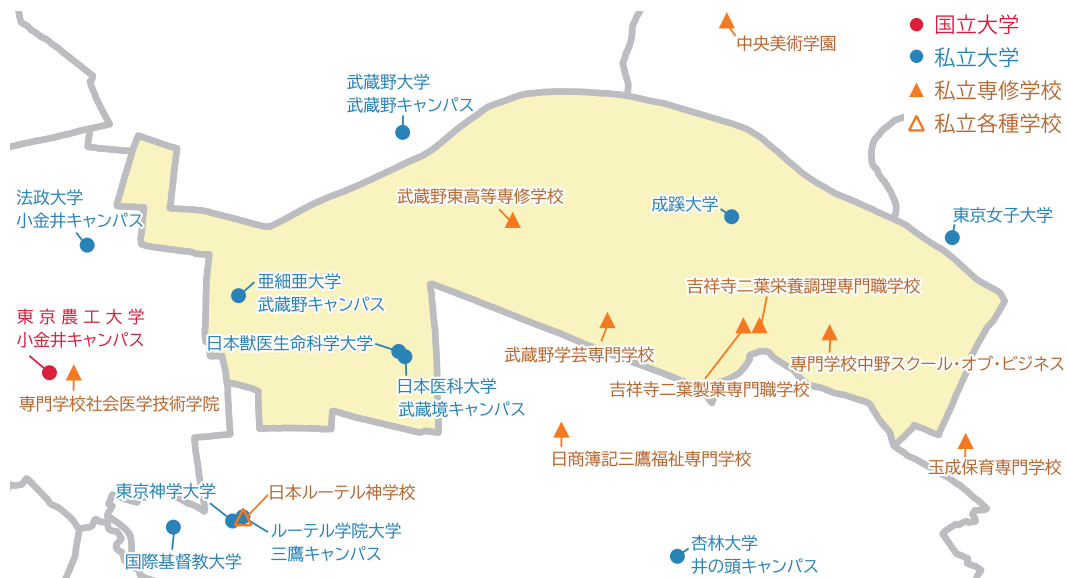 国立大学
私立大学
私立専修学校
私立各種学校
中央美術学園
武蔵野大学
武蔵野キャンパス
法政大学
小金井キャンパス
武蔵野東高等専修学校
成蹊大学
東京女子大学
亜細亜大学
武蔵野キャンパス
吉祥寺二葉栄養調理専門職学校
東京農工大学
小金井キャンパス
日本獣医生命科学大学
武蔵野学芸専門学校
専門学校中野スクール・オブ・ビジネス
日本医科大学
武蔵境キャンパス
吉祥寺二葉製菓専門職学校
専門学校社会医学技術学院
日商簿記三鷹福祉専門学校
玉成保育専門学校
東京神学大学
日本ルーテル神学校
ルーテル学院大学
三鷹キャンパス
国際基督教大学
杏林大学
井の頭キャンパス